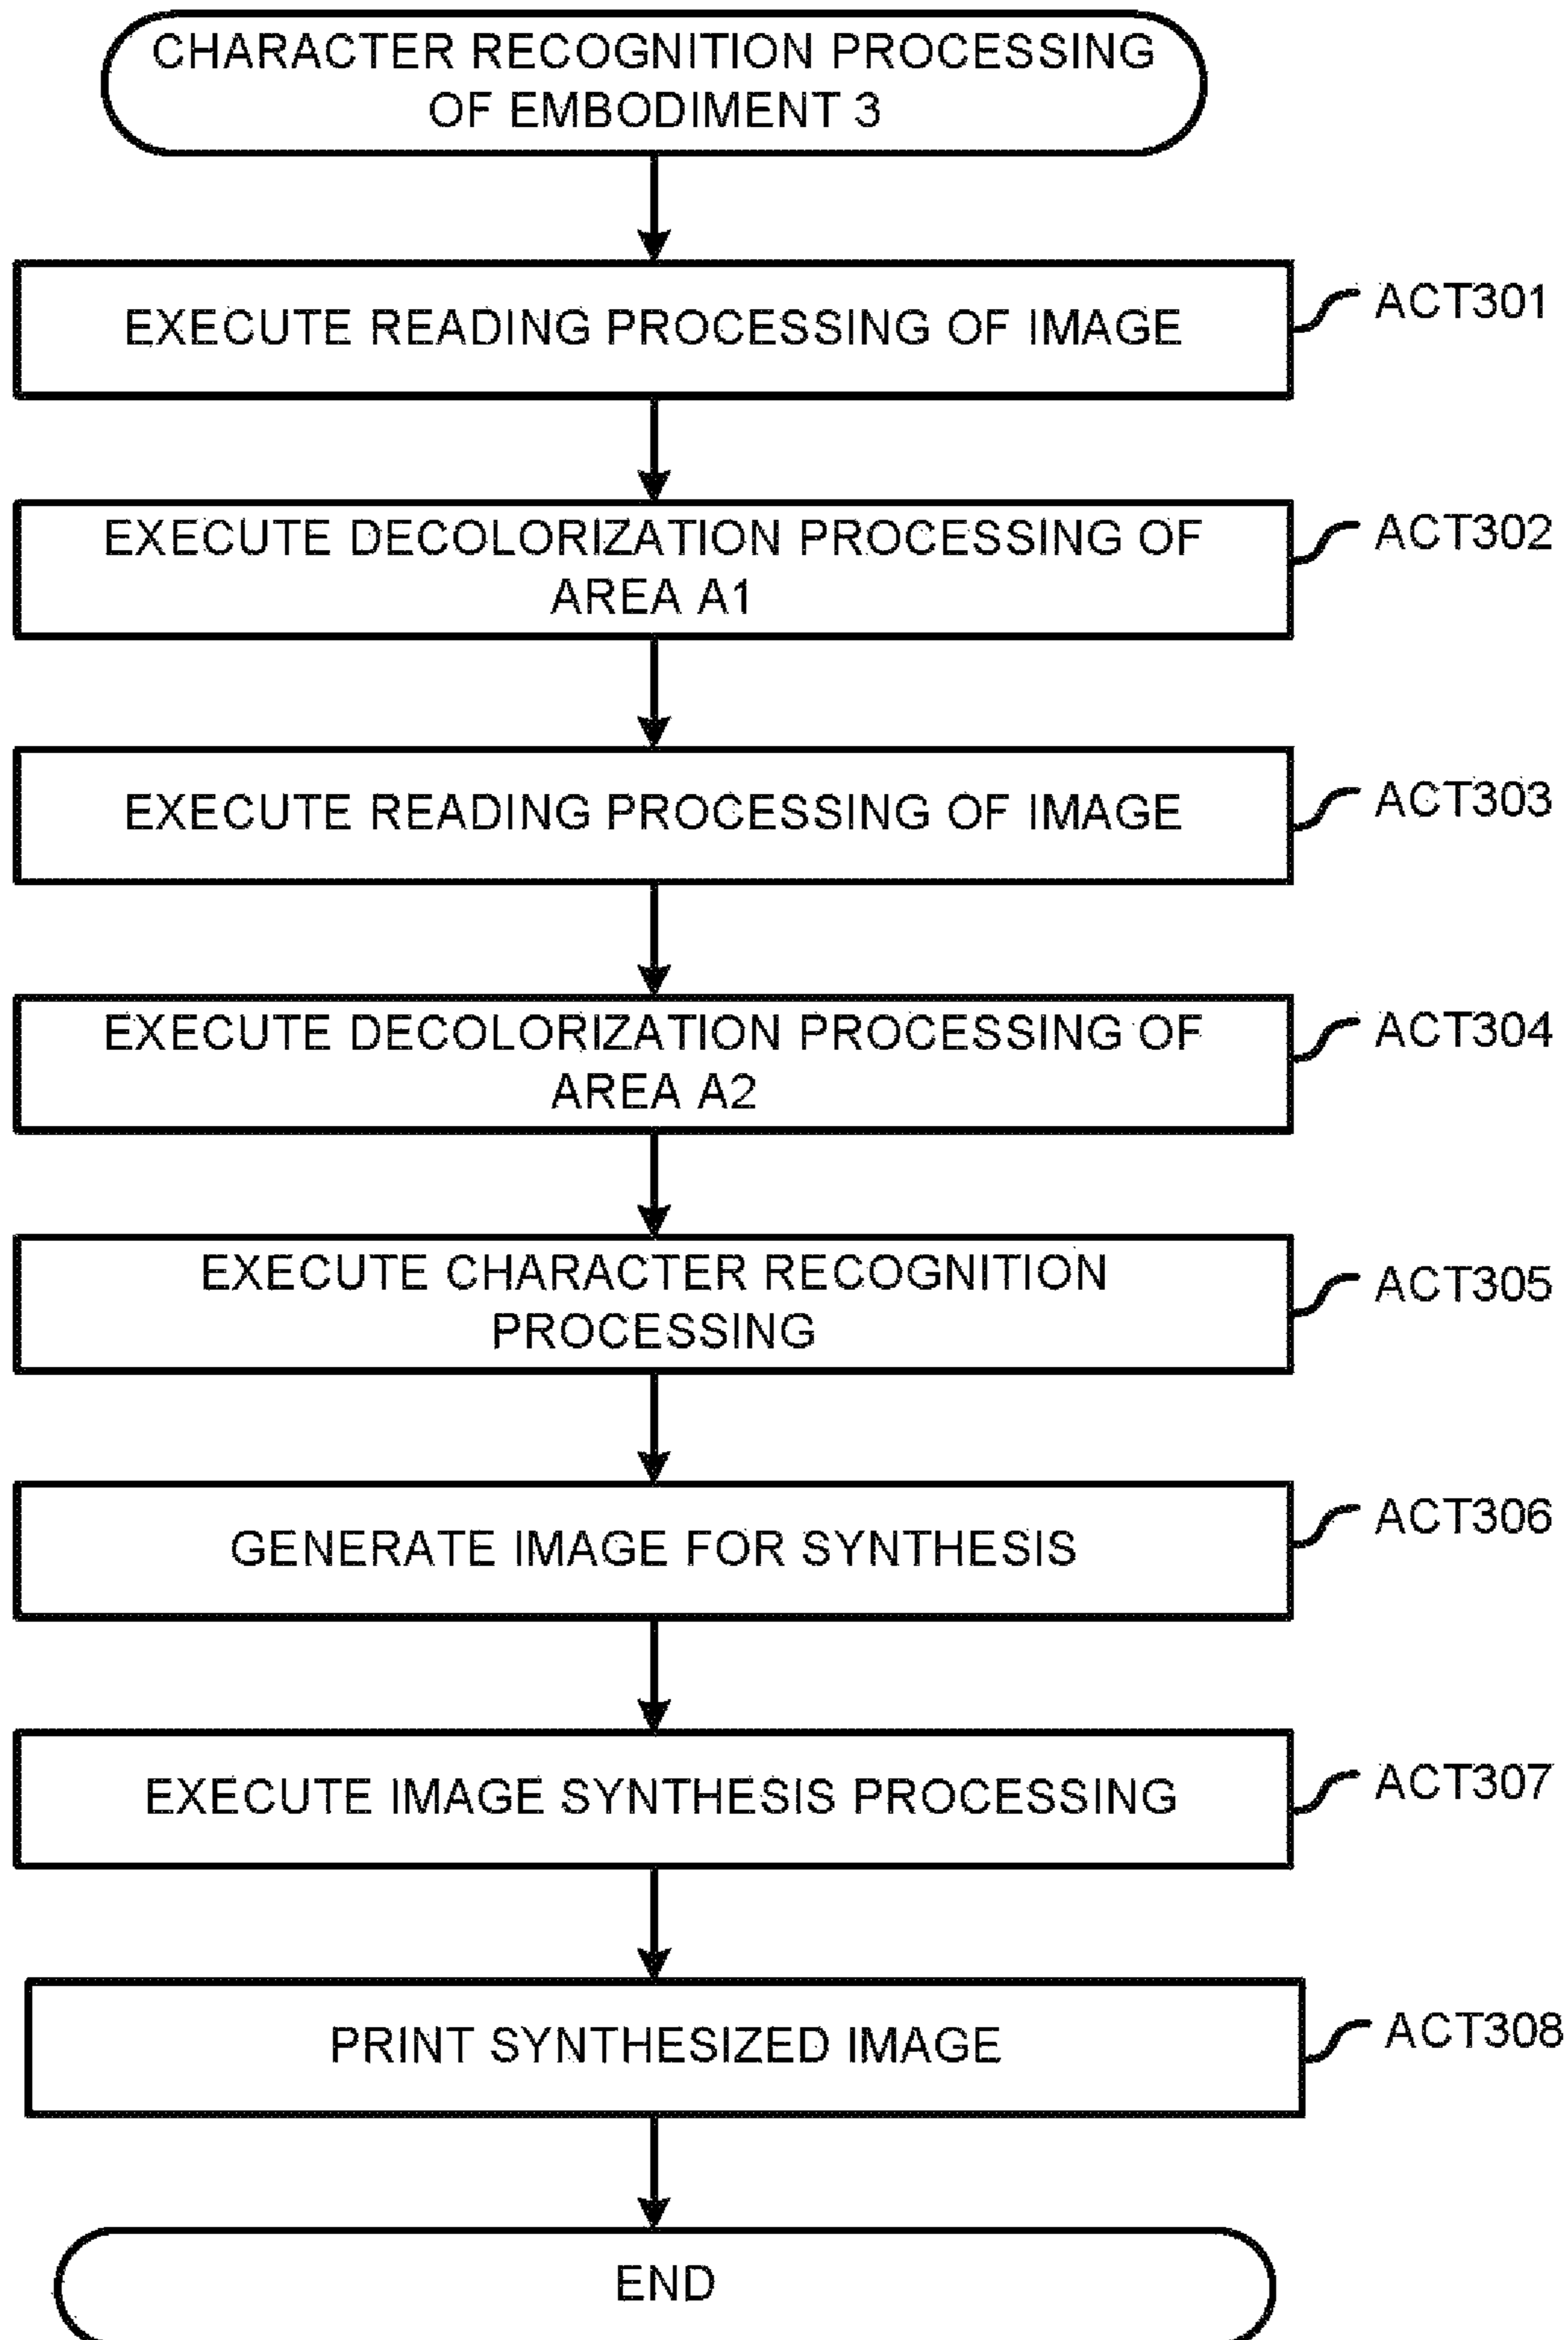 CHARACTER RECOGNITION PROCESSING
OF EMBODIMENT 3
EXECUTE READING PROCESSING OF IMAGE
ACT301
EXECUTE DECOLORIZATION PROCESSING OF
AREA A1
ACT302
EXECUTE READING PROCESSING OF IMAGE
ACT303
EXECUTE DECOLORIZATION PROCESSING OF
AREA A2
ACT304
EXECUTE CHARACTER RECOGNITION
PROCESSING
ACT305
GENERATE IMAGE FOR SYNTHESIS
ACT306
EXECUTE IMAGE SYNTHESIS PROCESSING
ACT307
PRINT SYNTHESIZED IMAGE
ACT308
END